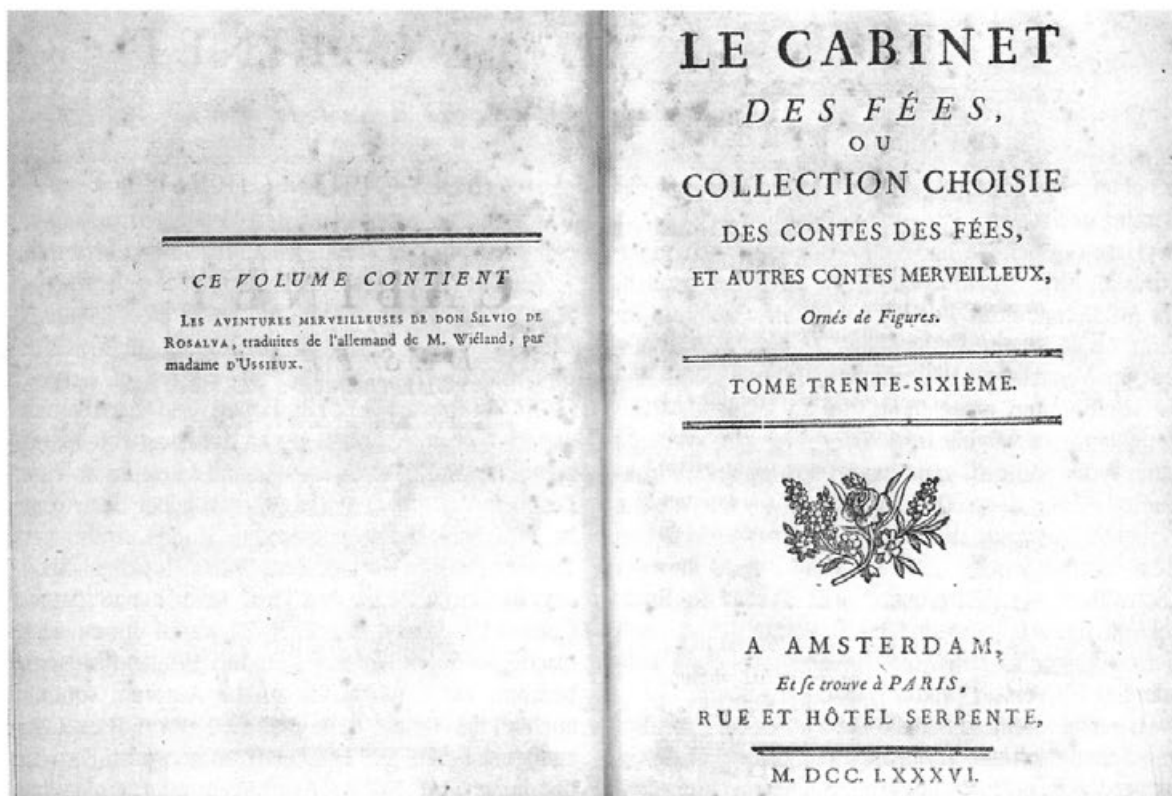 CE VOLUME CONTIENT
LES AVENTURES MERVEILLEUSES DE DON SILVIO DE
ROSALVA, traduites de l'allemand de M. Wiéland, par
madame D'USSIEUX.
LE CABINET
DES FÉES,
OU
COLLECTION CHOISIE
DES CONTES DES FÉES,
ET AUTRES CONTES MERVEILLEUX,
Ornés de Figures.
TOME TRENTE-SIXIÈME.
A AMSTERDAM,
Et se trouve à PARIS,
RUE ET HÔTEL SERPENTE,
M. DCC. LXXXVI.